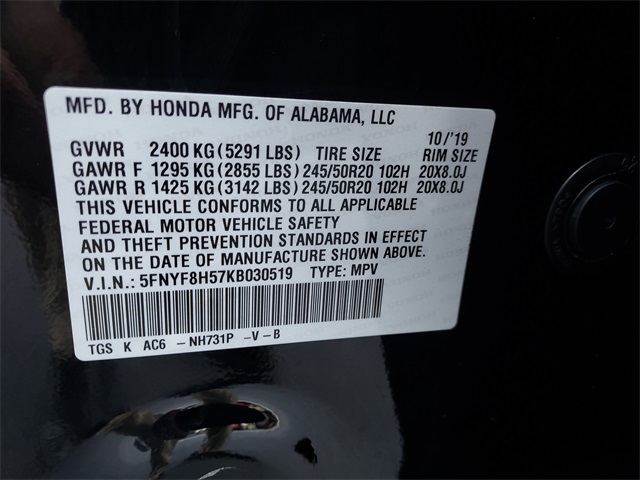 MFD. BY HONDA MFG. OF ALABAMA, LLC
10/'19
GVWR 2400 KG (5291 LBS) TIRE SIZE RIM SIZE
GAWR F 1295 KG (2855 LBS) 245/50R20 102H 20X8.0J
GAWR R 1425 KG (3142 LBS) 245/50R20 102H 20X8.0J
THIS VEHICLE CONFORMS TO ALL APPLICABLE
FEDERAL MOTOR VEHICLE SAFETY
AND THEFT PREVENTION STANDARDS IN EFFECT
ON THE DATE OF MANUFACTURE SHOWN ABOVE.
V.I.N.: 5FNYF8H57KB030519 TYPE: MPV
TGS K AC6 -NH731P -V-B